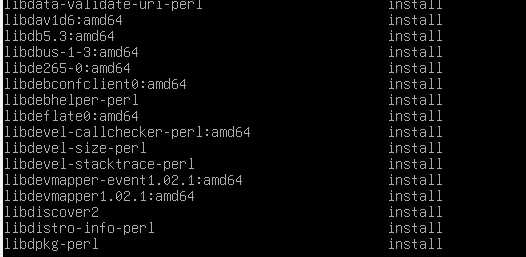 libdata-validate-uri-perl install
libdav1d6:amd64 install
libdb5.3:amd64 install
libdbus-1-3:amd64 install
libde265-0:amd64 install
libdebconfclient0:amd64 install
libdebhelper-perl install
libdeflate0:amd64 install
libdevel-callchecker-perl:amd64 install
libdevel-size-perl install
libdevel-stacktrace-perl install
libdevmapper-event1.02.1:amd64 install
libdevmapper1.02.1:amd64 install
libdiscover2 install
libdistro-info-perl install
libdpkg-perl install